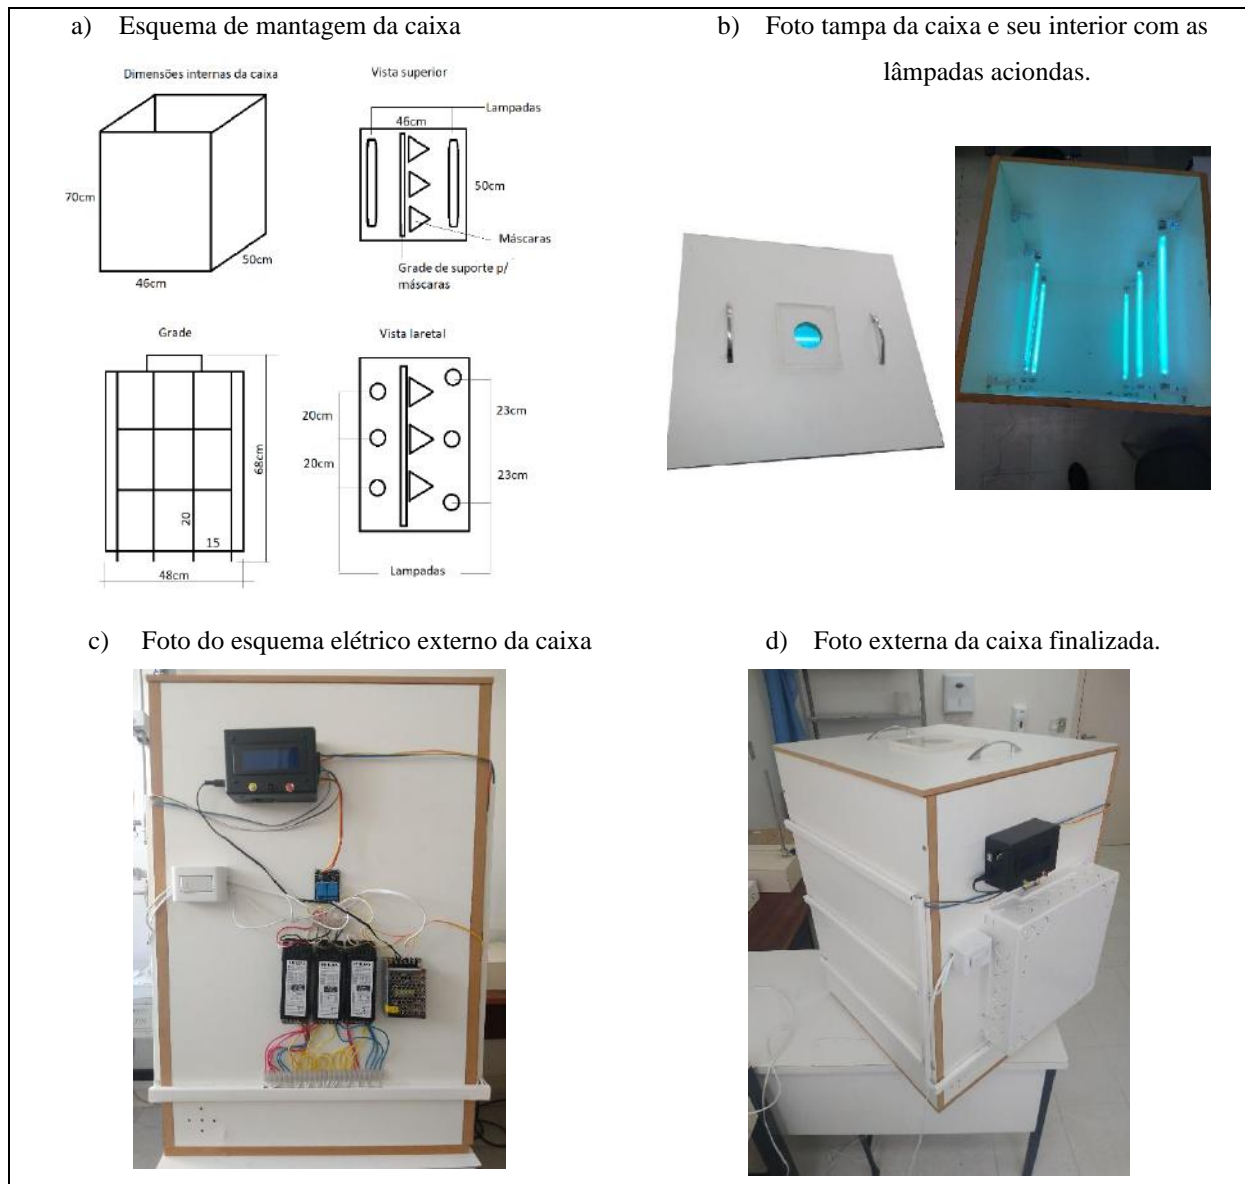 a) Esquema de mantagem da caixa
Dimensões internas da caixa
70cm
46cm
50cm
Vista superior
Lampadas
46cm
50cm
Máscaras
Grade de suporte p/
máscaras
Grade
68cm
20
15
48cm
Vista laretal
20cm
20cm
23cm
23cm
Lampadas
b) Foto tampa da caixa e seu interior com as
lâmpadas aciondas.
c) Foto do esquema elétrico externo da caixa
d) Foto externa da caixa finalizada.